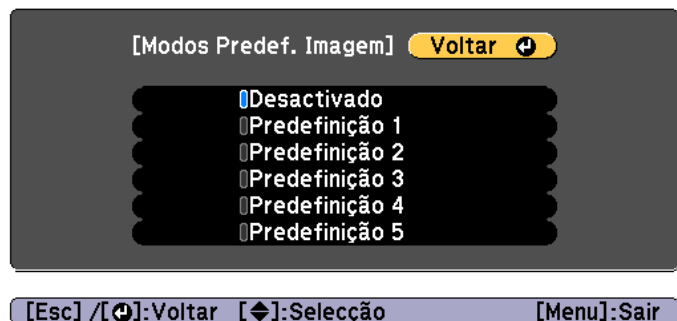 [Modos Predef. Imagem] Voltar
Desactivado
Predefinição 1
Predefinição 2
Predefinição 3
Predefinição 4
Predefinição 5
[Esc] /[⏎]:Voltar [◆]:Selecção [Menu]:Sair